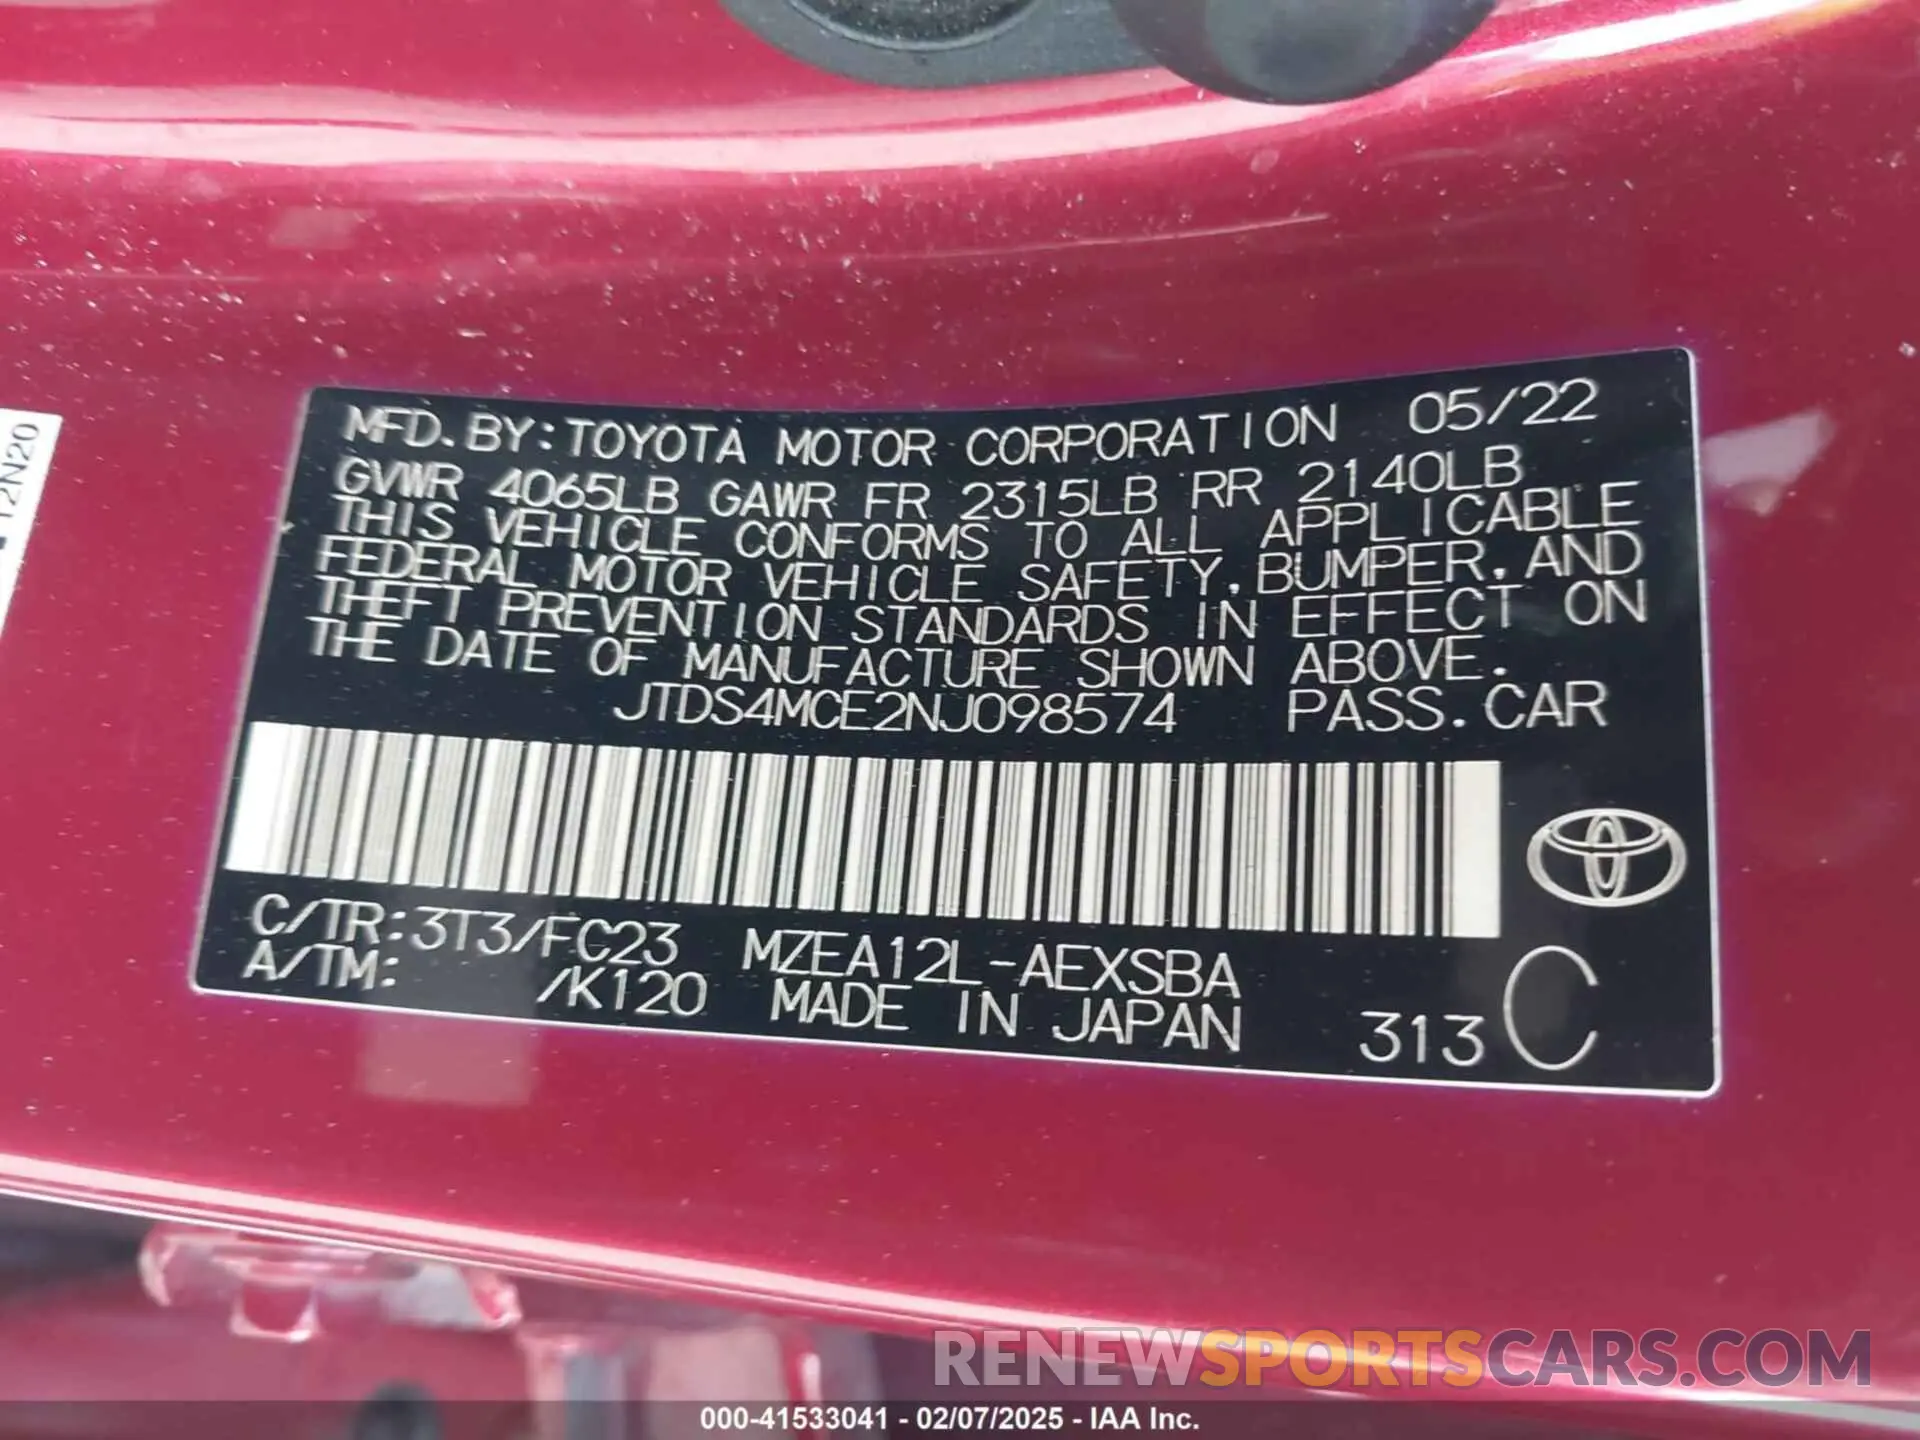 MFD. BY: TOYOTA MOTOR CORPORATION 05/22
GVWR 4065LB GAWR FR 2315LB RR 2140LB
THIS VEHICLE CONFORMS TO ALL APPLICABLE
FEDERAL MOTOR VEHICLE SAFETY, BUMPER, AND
THEFT PREVENTION STANDARDS IN EFFECT ON
THE DATE OF MANUFACTURE SHOWN ABOVE.
JTDS4MCE2NJ098574 PASS. CAR
C/TR: 3T3/FC23 MZEA12L-AEXSBA
A/TM: /K120 MADE IN JAPAN 313 C
12N20
RENEWSPORTSCARS.COM
000-41533041 - 02/07/2025 - IAA Inc.